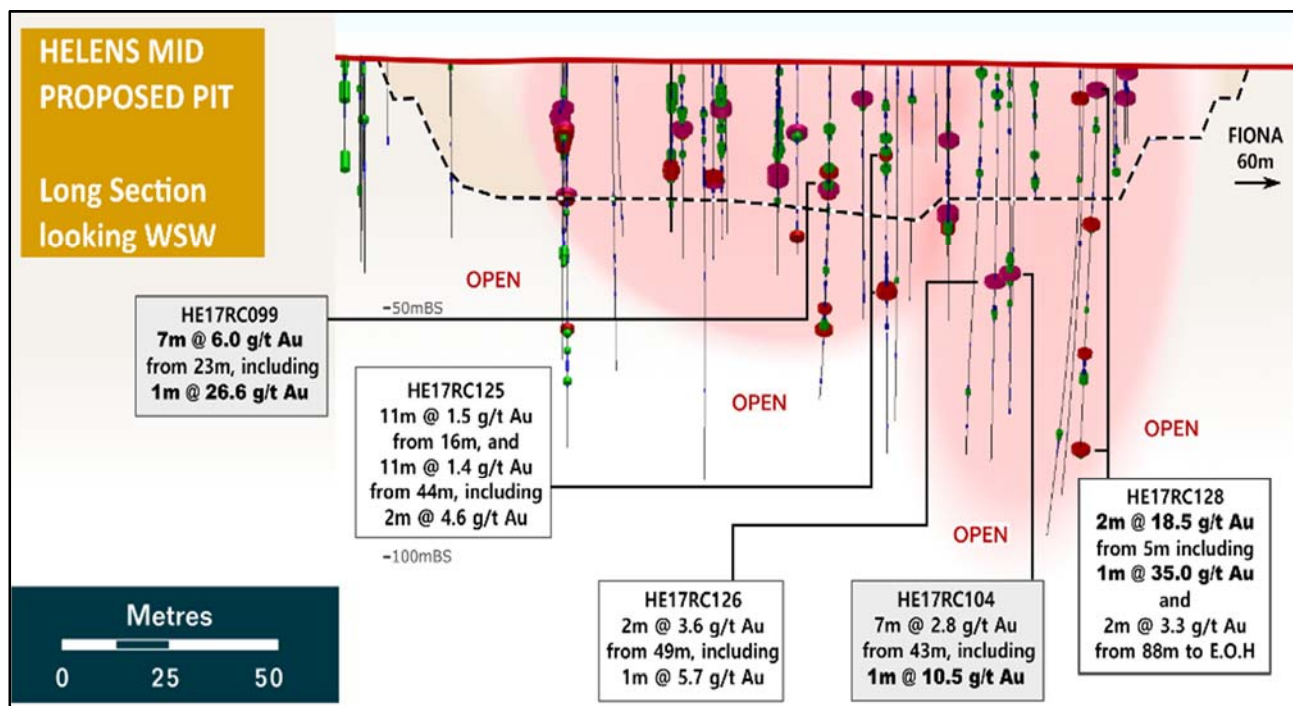 HELENS MID
PROPOSED PIT
Long Section
looking WSW
FIONA
60m
OPEN
-50mBS
HE17RC099
7m @ 6.0 g/t Au
from 23m, including
1m @ 26.6 g/t Au
HE17RC125
11m @ 1.5 g/t Au
from 16m, and
11m @ 1.4 g/t Au
from 44m, including
2m @ 4.6 g/t Au
OPEN
OPEN
OPEN
-100mBS
HE17RC126
2m @ 3.6 g/t Au
from 49m, including
1m @ 5.7 g/t Au
HE17RC104
7m @ 2.8 g/t Au
from 43m, including
1m @ 10.5 g/t Au
HE17RC128
2m @ 18.5 g/t Au
from 5m including
1m @ 35.0 g/t Au
and
2m @ 3.3 g/t Au
from 88m to E.O.H
Metres
0 25 50